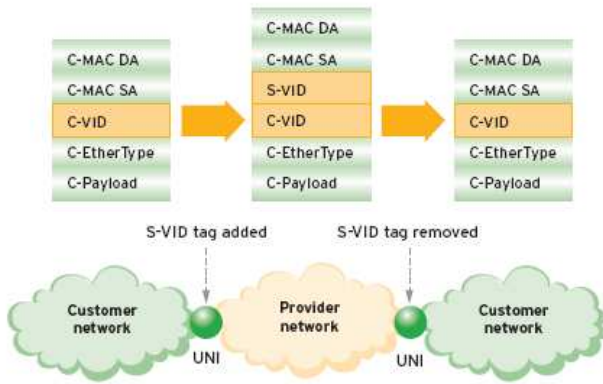 C-MAC DA
C-MAC SA
C-VID
C-EtherType
C-Payload
C-MAC DA
C-MAC SA
S-VID
C-VID
C-EtherType
C-Payload
C-MAC DA
C-MAC SA
C-VID
C-EtherType
C-Payload
S-VID tag added
S-VID tag removed
Customer
network
UNI
Provider
network
UNI
Customer
network